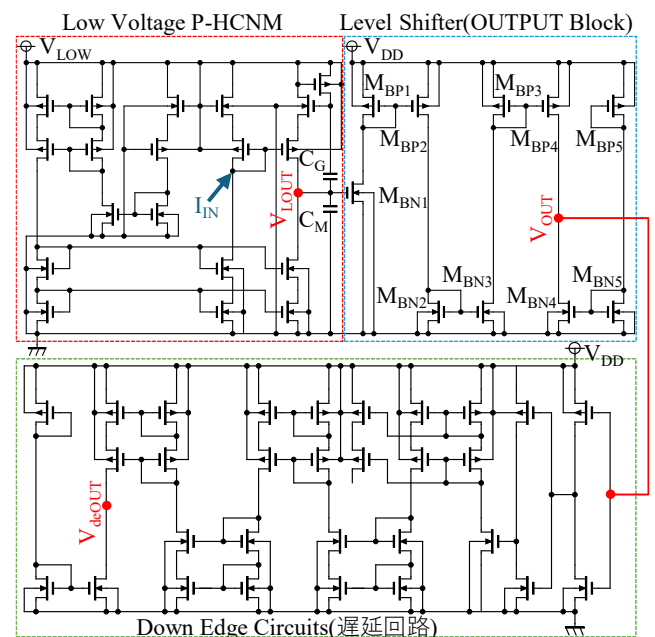 Low Voltage P-HCNM
Level Shifter(OUTPUT Block)
VLOW
VDD
MBP1
MBP3
MBP2
MBP4
MBP5
CG
IIN
VLOUT
CM
MBN1
VOUT
MBN3
MBN5
MBN2
MBN4
VDD
VdeOUT
Down Edge Circuits(遅延回路)